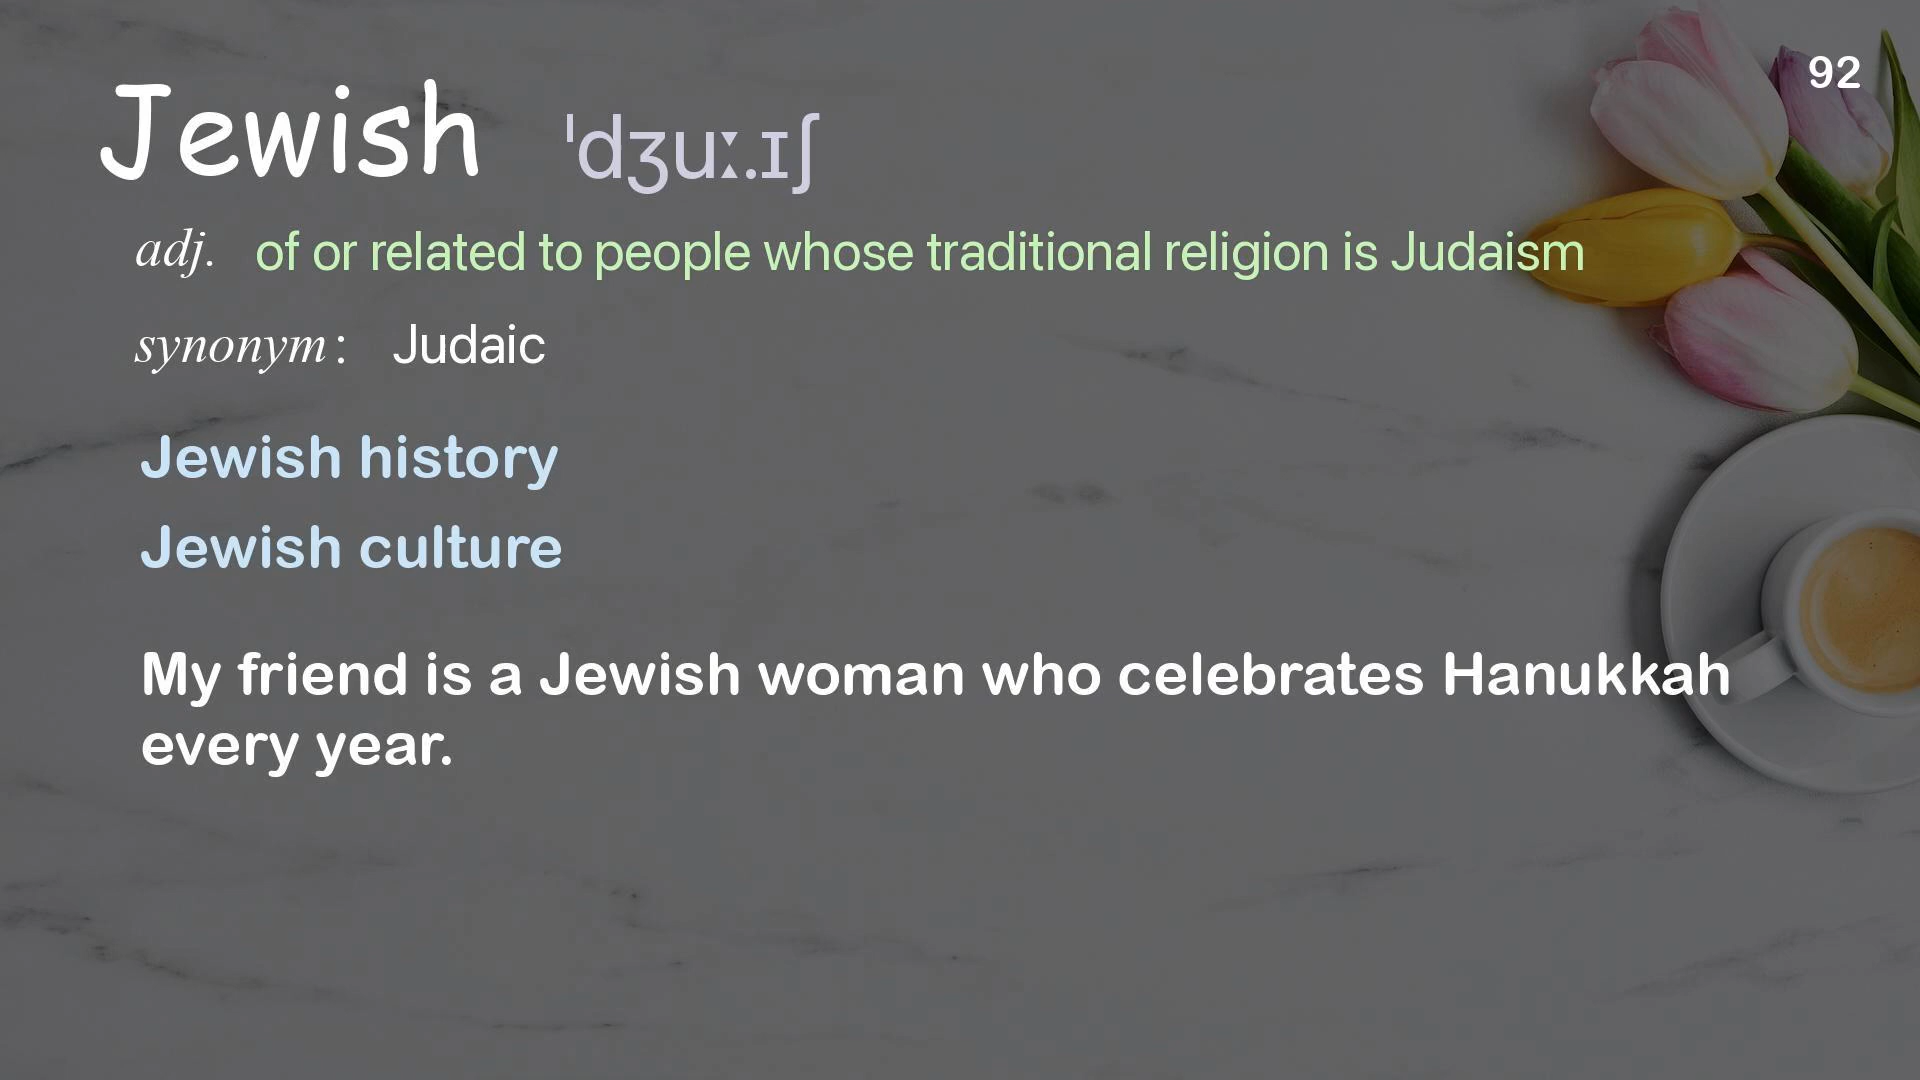 92
Jewish ˈdʒuː.ɪʃ
adj. of or related to people whose traditional religion is Judaism
synonym : Judaic
Jewish history
Jewish culture
My friend is a Jewish woman who celebrates Hanukkah
every year.